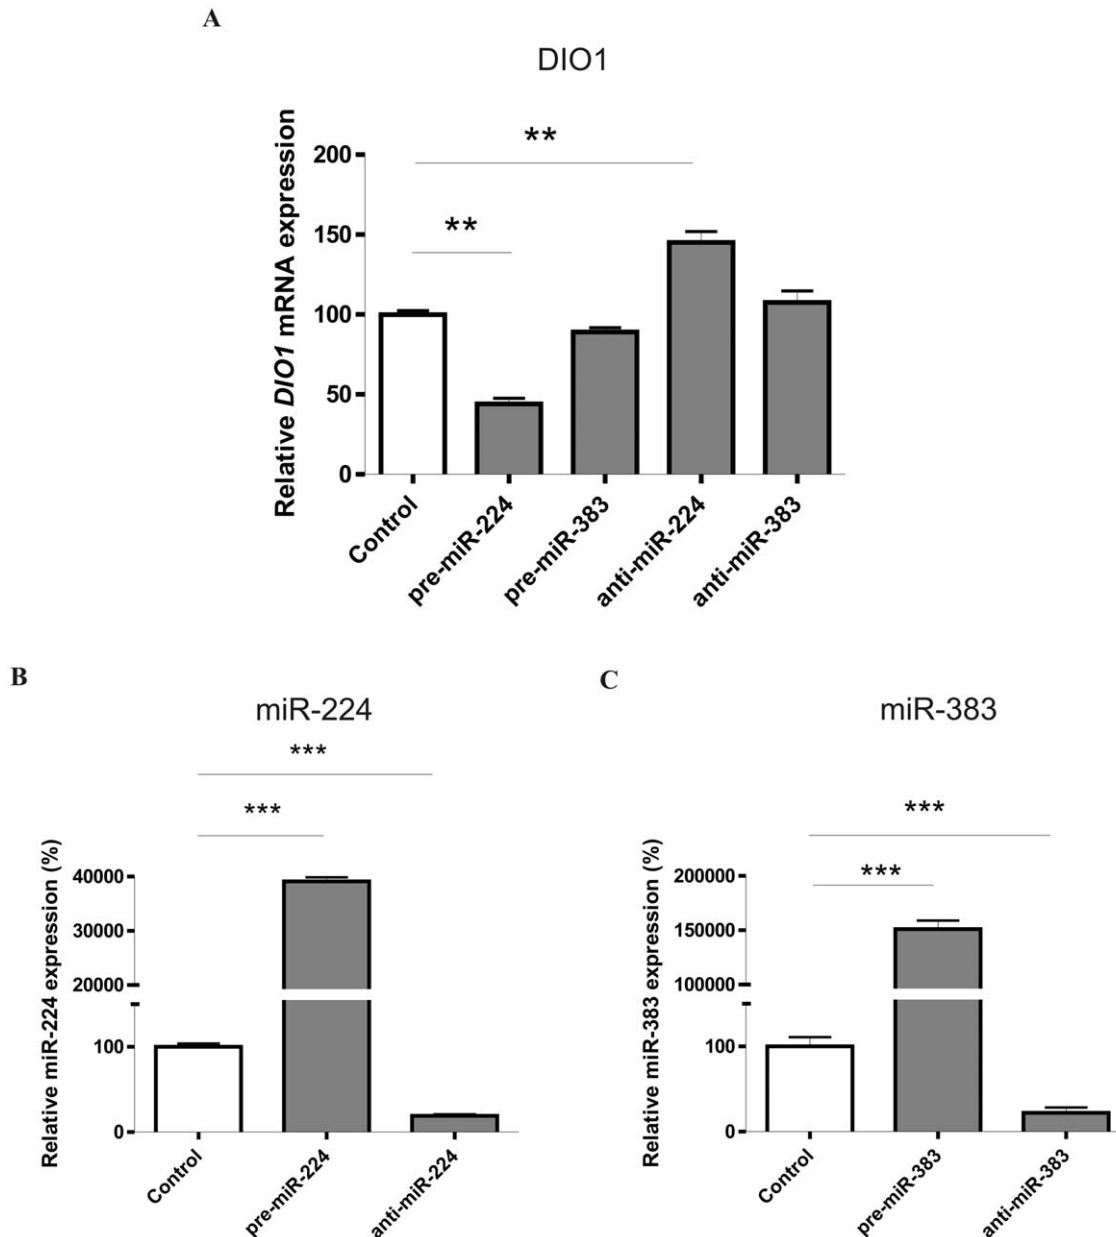 A
DIO1
Relative DIO1 mRNA expression
200
150
100
50
0
**
**
Control
pre-miR-224
pre-miR-383
anti-miR-224
anti-miR-383
B
miR-224
***
***
Relative miR-224 expression (%)
40000
30000
20000
100
0
Control
pre-miR-224
anti-miR-224
C
miR-383
***
***
Relative miR-383 expression (%)
200000
150000
100000
100
0
Control
pre-miR-383
anti-miR-383